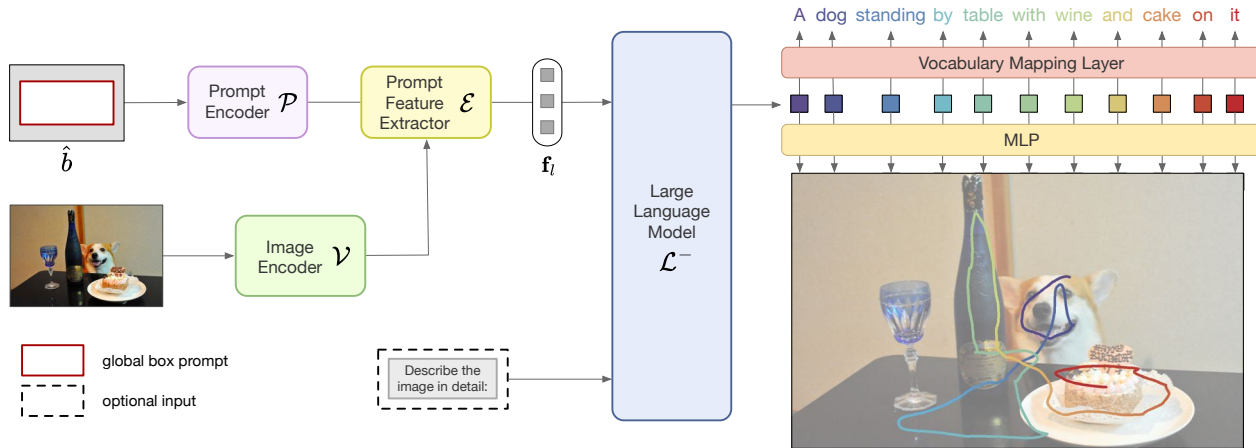 A dog standing by table with wine and cake on it
Vocabulary Mapping Layer
MLP
Prompt
Encoder 𝒫
Prompt
Feature
Extractor ℰ
b̂
f_l
Image
Encoder 𝒱
Large
Language
Model
ℒ⁻
global box prompt
optional input
Describe the
image in detail: